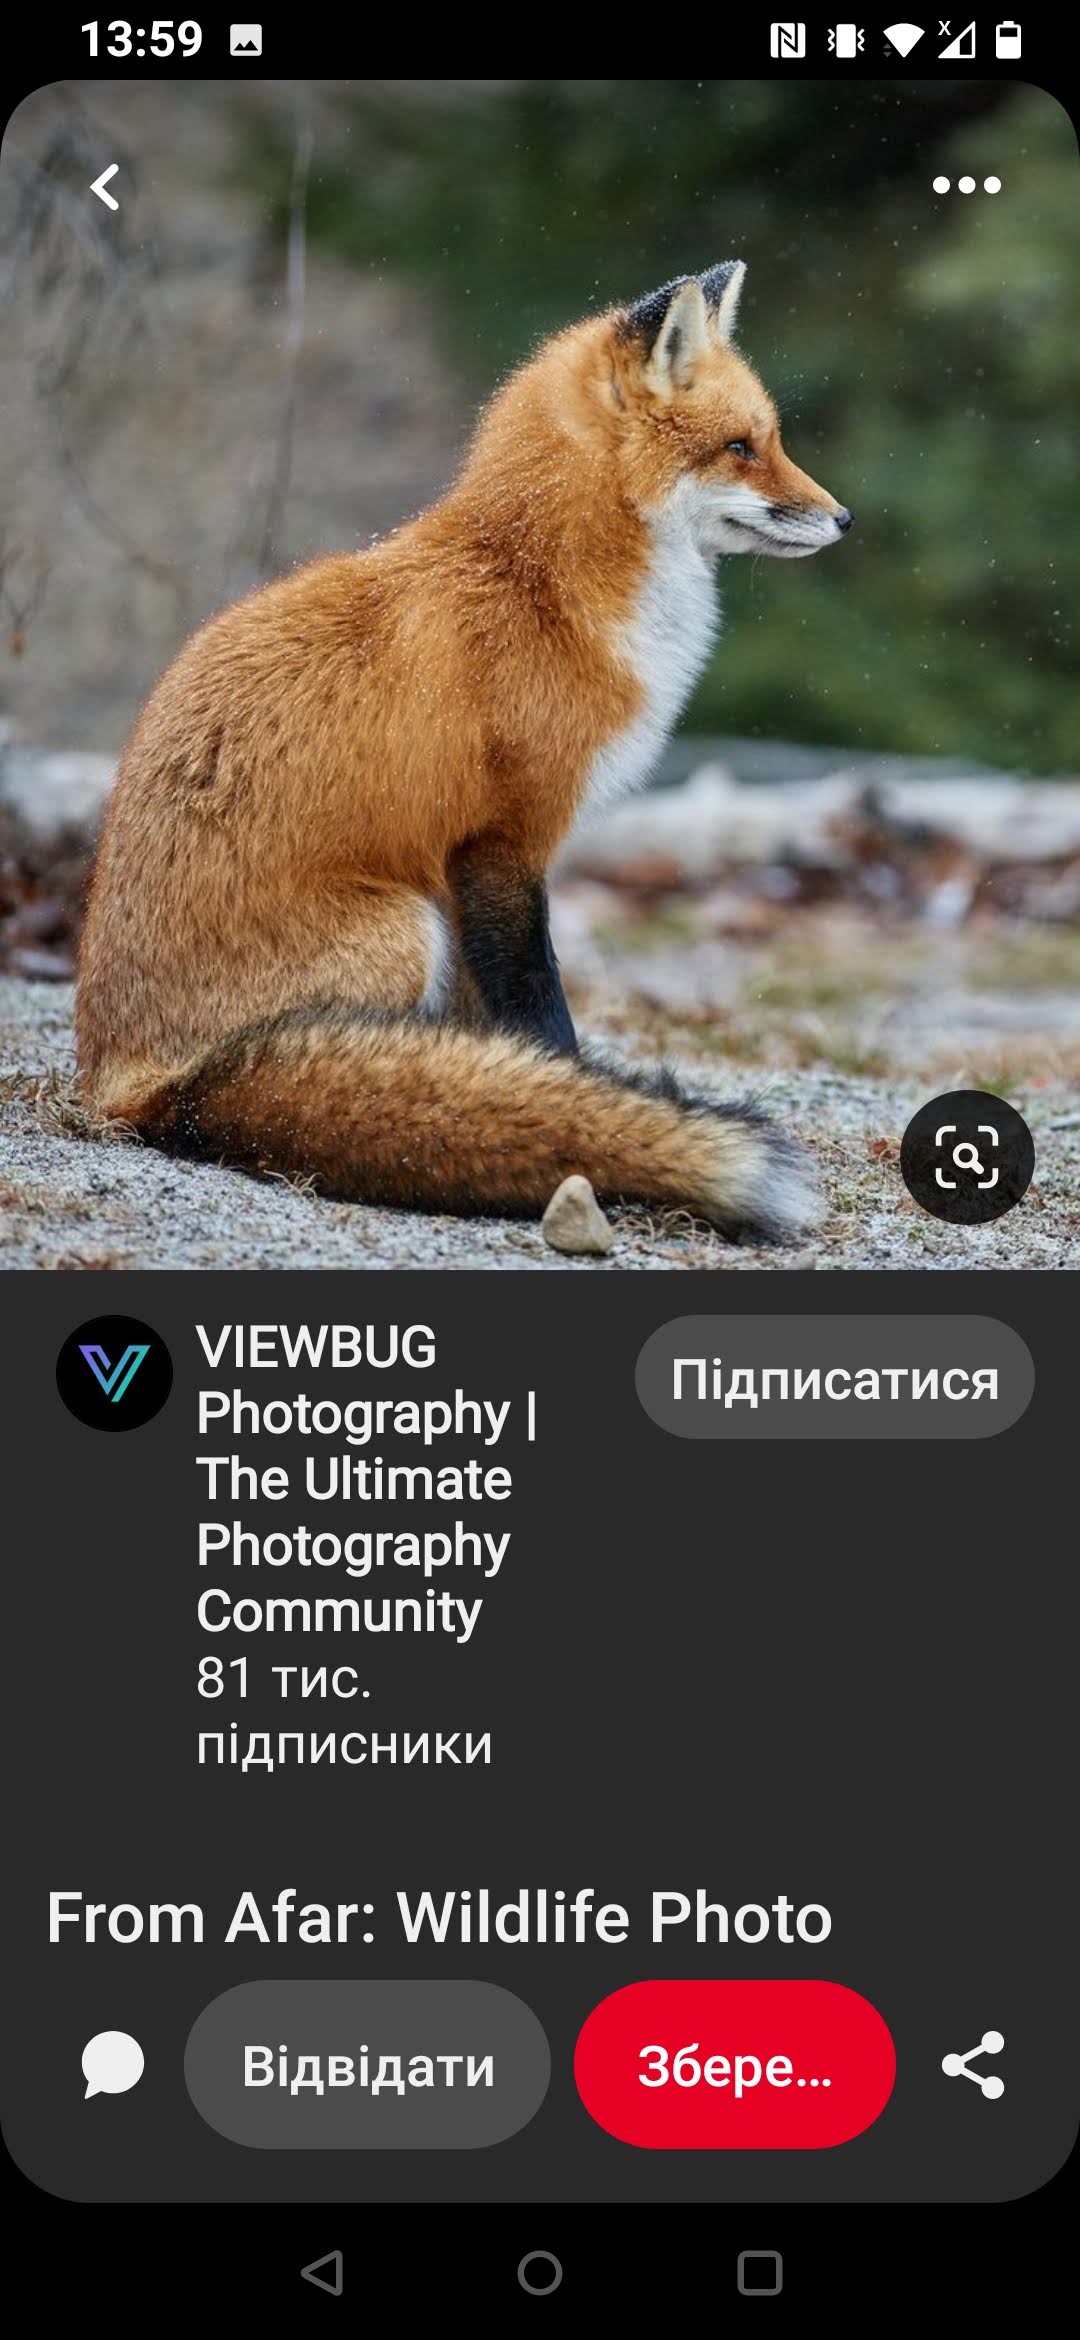 13:59
VIEWBUG
Photography |
The Ultimate
Photography
Community
81 тис.
підписники
Підписатися
From Afar: Wildlife Photo
Відвідати
Збере...